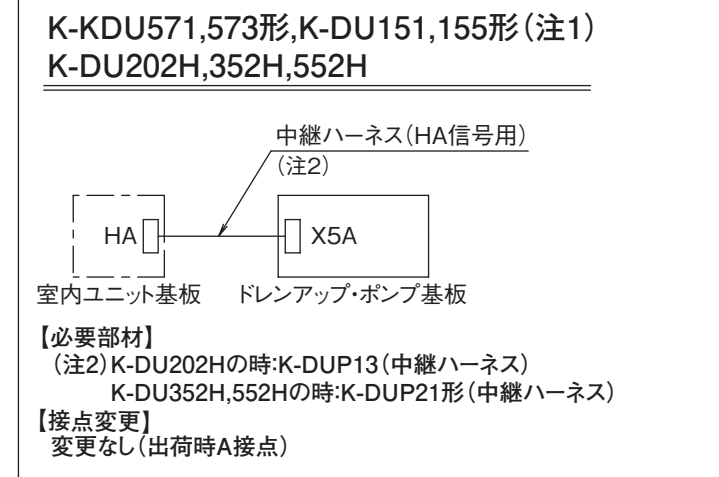 K-KDU571,573形,K-DU151,155形(注1)
K-DU202H,352H,552H
中継ハーネス(HA信号用)
(注2)
HA
X5A
室内ユニット基板
ドレンアップ・ポンプ基板
【必要部材】
(注2)K-DU202Hの時:K-DUP13(中継ハーネス)
K-DU352H,552Hの時:K-DUP21形(中継ハーネス)
【接点変更】
変更なし(出荷時A接点)